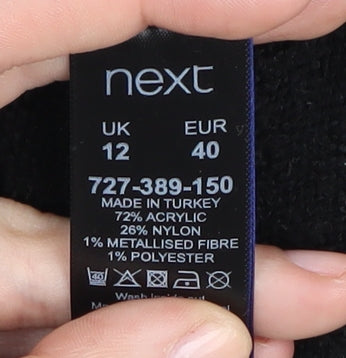 next
UK EUR
12 40
727-389-150
MADE IN TURKEY
72% ACRYLIC
26% NYLON
1% METALLISED FIBRE
1% POLYESTER
40
Wash inside out